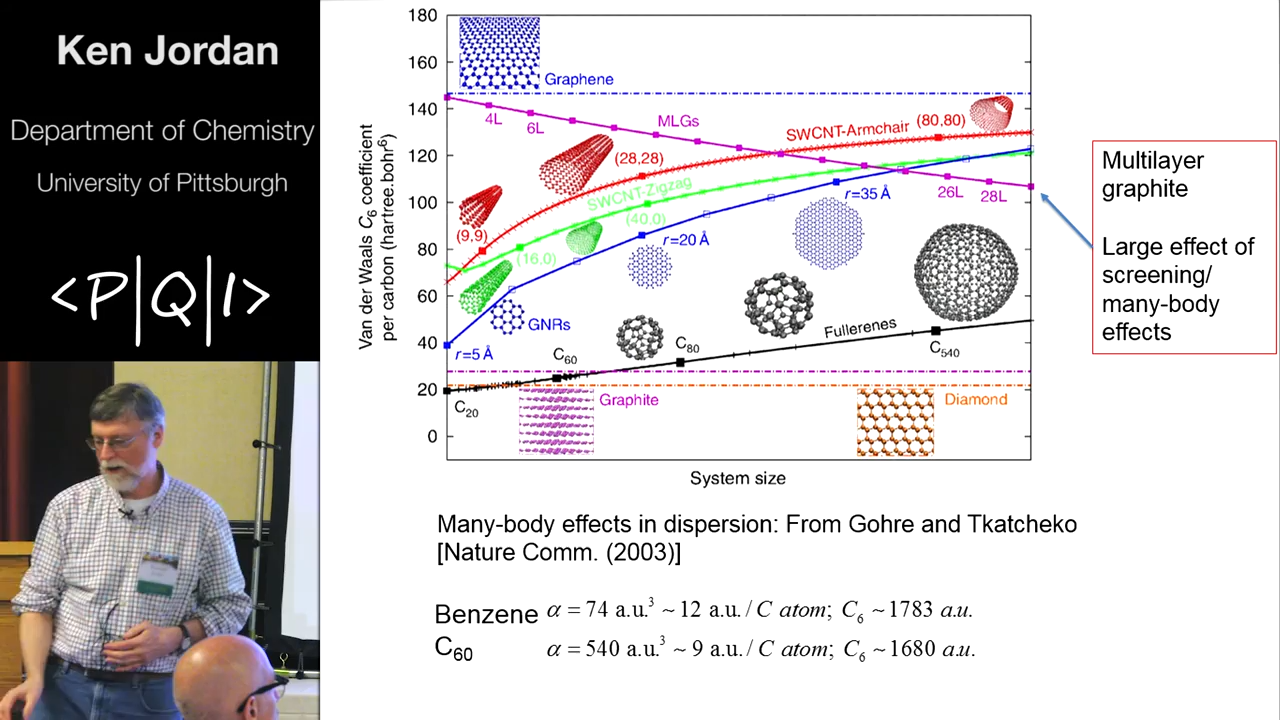 Ken Jordan
Department of Chemistry
University of Pittsburgh
<P|Q|I>
180
160
140
120
100
80
60
40
20
0
Van der Waals C6 coefficient
per carbon (hartree.bohr⁶)
System size
Graphene
4L
6L
MLGs
SWCNT-Armchair
(80,80)
(28,28)
SWCNT-Zigzag
(40,0)
(9,9)
(16,0)
r=35 Å
26L
28L
r=20 Å
GNRs
r=5 Å
Fullerenes
C60
C80
C540
C20
Graphite
Diamond
Multilayer
graphite
Large effect of
screening/
many-body
effects
Many-body effects in dispersion: From Gohre and Tkatcheko
[Nature Comm. (2003)]
Benzene α = 74 a.u.³ ~ 12 a.u. / C atom; C6 ~1783 a.u.
C60 α = 540 a.u.³ ~ 9 a.u. / C atom; C6 ~1680 a.u.